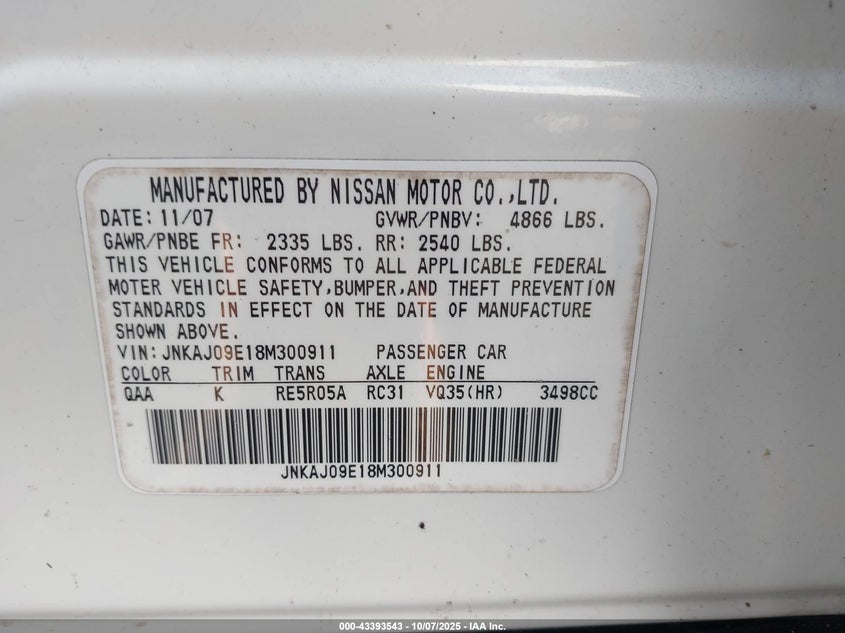 MANUFACTURED BY NISSAN MOTOR CO.,LTD.
DATE: 11/07 GVWR/PNBV: 4866 LBS.
GAWR/PNBE FR: 2335 LBS. RR: 2540 LBS.
THIS VEHICLE CONFORMS TO ALL APPLICABLE FEDERAL
MOTER VEHICLE SAFETY,BUMPER,AND THEFT PREVENTION
STANDARDS IN EFFECT ON THE DATE OF MANUFACTURE
SHOWN ABOVE.
VIN: JNKAJ09E18M300911 PASSENGER CAR
COLOR TRIM TRANS AXLE ENGINE
QAA K RE5R05A RC31 VQ35(HR) 3498CC
JNKAJ09E18M300911
000-43393543 | 10/07/2025 | IAA Inc.